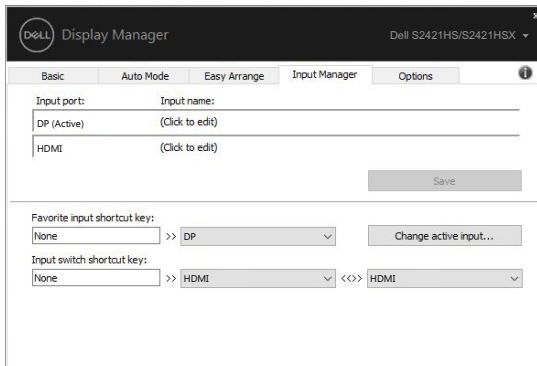 DELL Display Manager Dell S2421HS/S2421HSX
Basic Auto Mode Easy Arrange Input Manager Options
Input port: Input name:
DP (Active) (Click to edit)
HDMI (Click to edit)
Save
Favorite input shortcut key:
None >> DP Change active input...
Input switch shortcut key:
None >> HDMI <<>> HDMI